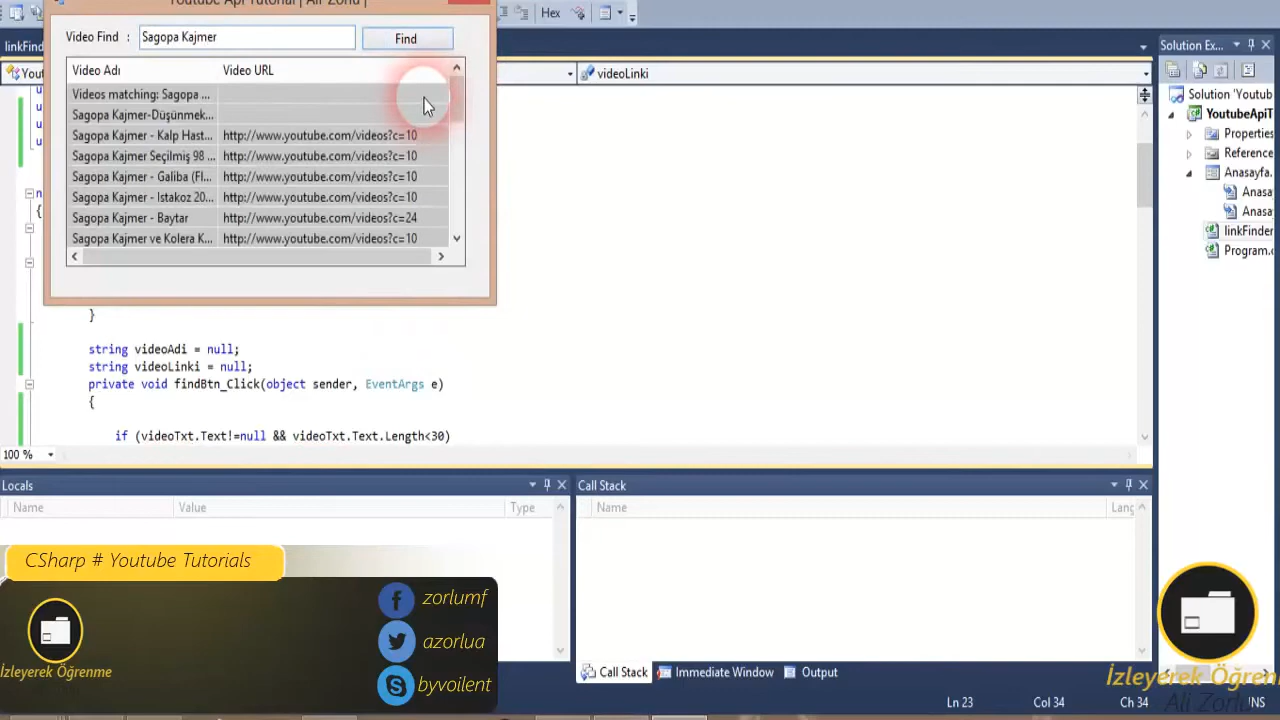 Youtube Api Tutorial | Ali Zorlu |
Hex
linkFind
Video Find :
Sagopa Kajmer
Find
Video Adı
Video URL
Videos matching: Sagopa ...
Sagopa Kajmer-Düşünmek...
Sagopa Kajmer - Kalp Hast... http://www.youtube.com/videos?c=10
Sagopa Kajmer Seçilmiş 98 ... http://www.youtube.com/videos?c=10
Sagopa Kajmer - Galiba (Fl... http://www.youtube.com/videos?c=10
Sagopa Kajmer - Istakoz 20... http://www.youtube.com/videos?c=10
Sagopa Kajmer - Baytar http://www.youtube.com/videos?c=24
Sagopa Kajmer ve Kolera K... http://www.youtube.com/videos?c=10
Yout
videoLinki
}
string videoAdi = null;
string videoLinki = null;
private void findBtn_Click(object sender, EventArgs e)
{
if (videoTxt.Text!=null && videoTxt.Text.Length<30)
100 %
Solution Ex...
Solution 'Youtub
YoutubeApiT
Properties
Reference
Anasayfa.
Anasa
Anasa
linkFinder
Program.c
Locals
Name
Value
Type
Call Stack
Name
Lang
Call Stack
Immediate Window
Output
Ln 23
Col 34
Ch 34
INS
CSharp # Youtube Tutorials
zorlumf
azorlua
byvoilent
İzleyerek Öğrenme
İzleyerek Öğrenm
Ali Zorlu